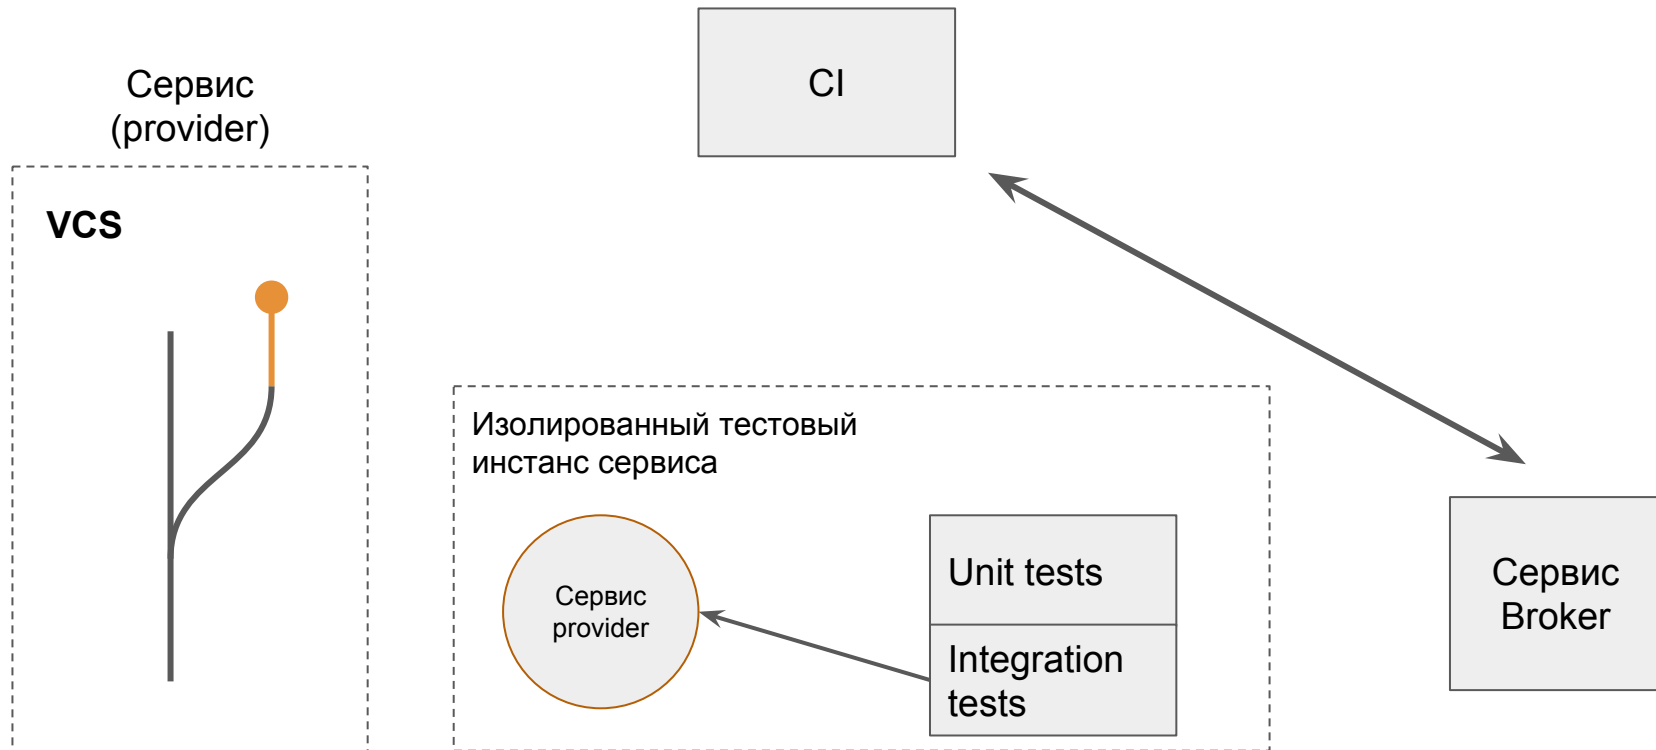 CI
Сервис
(provider)
VCS
Изолированный тестовый
инстанс сервиса
Сервис
provider
Unit tests
Integration
tests
Сервис
Broker